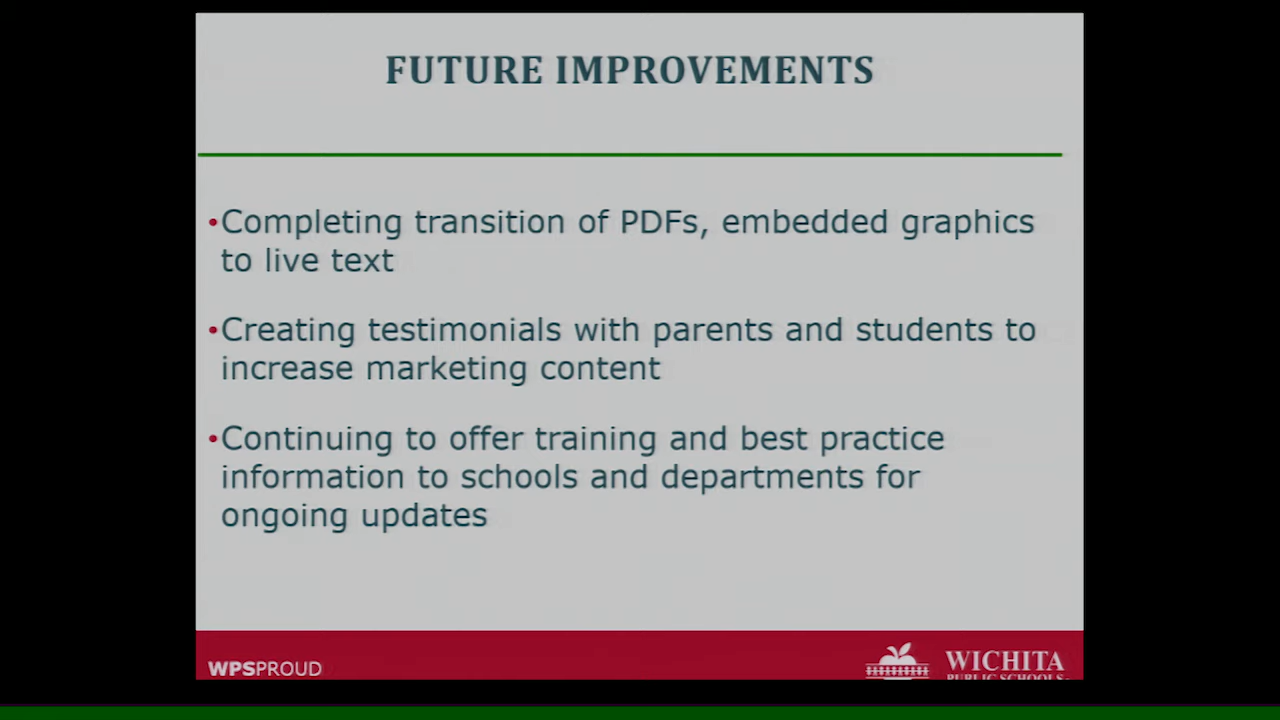 FUTURE IMPROVEMENTS
•Completing transition of PDFs, embedded graphics
to live text
•Creating testimonials with parents and students to
increase marketing content
•Continuing to offer training and best practice
information to schools and departments for
ongoing updates
WPSPROUD
WICHITA
PUBLIC SCHOOLS